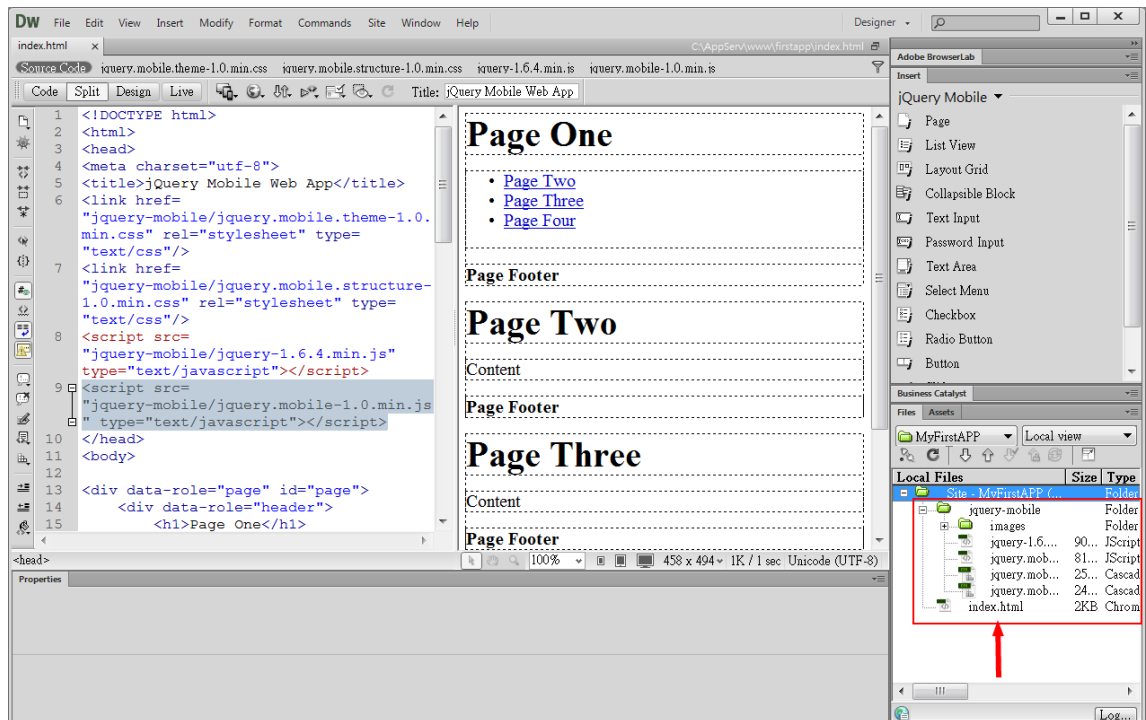 DW File Edit View Insert Modify Format Commands Site Window Help Designer
index.html x C:\AppServ\www\firstapp\index.html
Source Code jquery.mobile.theme-1.0.min.css jquery.mobile.structure-1.0.min.css jquery-1.6.4.min.js jquery.mobile-1.0.min.js
Code Split Design Live Title: jQuery Mobile Web App
1 <!DOCTYPE html>
2 <html>
3 <head>
4 <meta charset="utf-8">
5 <title>jQuery Mobile Web App</title>
6 <link href=
"jquery-mobile/jquery.mobile.theme-1.0.
min.css" rel="stylesheet" type=
"text/css"/>
7 <link href=
"jquery-mobile/jquery.mobile.structure-
1.0.min.css" rel="stylesheet" type=
"text/css"/>
8 <script src=
"jquery-mobile/jquery-1.6.4.min.js"
type="text/javascript"></script>
9 <script src=
"jquery-mobile/jquery.mobile-1.0.min.js
" type="text/javascript"></script>
10 </head>
11 <body>
12
13 <div data-role="page" id="page">
14 <div data-role="header">
15 <h1>Page One</h1>
<head>
Page One
• Page Two
• Page Three
• Page Four
Page Footer
Page Two
Content
Page Footer
Page Three
Content
Page Footer
100% 458 x 494 1K / 1 sec Unicode (UTF-8)
Properties
Adobe BrowserLab
Insert
jQuery Mobile
Page
List View
Layout Grid
Collapsible Block
Text Input
Password Input
Text Area
Select Menu
Checkbox
Radio Button
Button
Business Catalyst
Files Assets
MyFirstAPP Local view
Local Files Size Type
Site - MyFirstAPP (... Folder
jquery-mobile Folder
images Folder
jquery-1.6.... 90... JScript
jquery.mob... 81... JScript
jquery.mob... 25... Cascad
jquery.mob... 24... Cascad
index.html 2KB Chrom
Log...